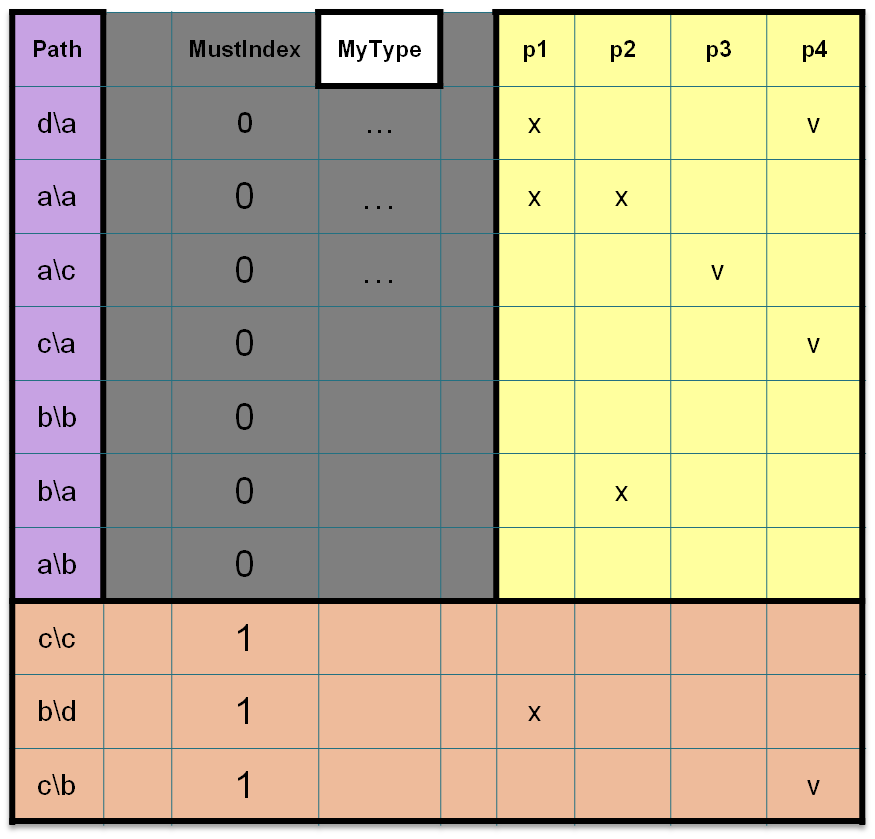 Path MustIndex MyType p1 p2 p3 p4
d\a 0 ... x v
a\a 0 ... x x
a\c 0 ... v
c\a 0 v
b\b 0
b\a 0 x
a\b 0
c\c 1
b\d 1 x
c\b 1 v